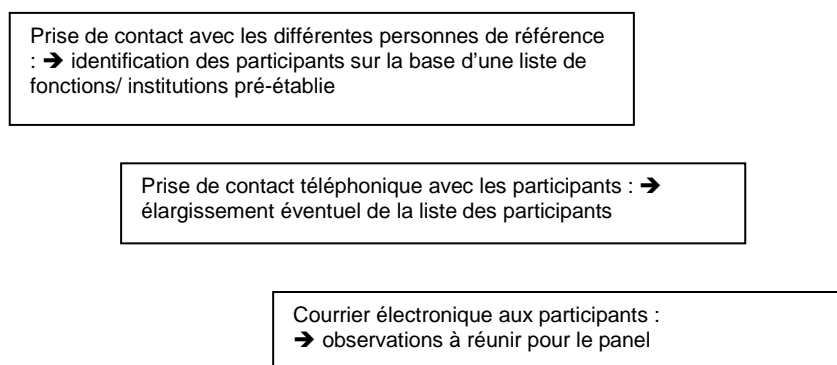 Prise de contact avec les différentes personnes de référence
: ➔ identification des participants sur la base d’une liste de
fonctions/ institutions pré-établie
Prise de contact téléphonique avec les participants : ➔
élargissement éventuel de la liste des participants
Courrier électronique aux participants :
➔ observations à réunir pour le panel